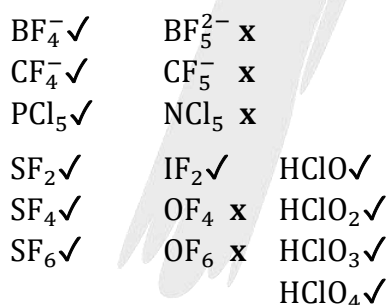 BF₄⁻✓ BF₅²⁻ x
CF₄⁻✓ CF₅⁻ x
PCl₅✓ NCl₅ x
SF₂✓ IF₂✓ HClO✓
SF₄✓ OF₄ x HClO₂✓
SF₆✓ OF₆ x HClO₃✓
HClO₄✓